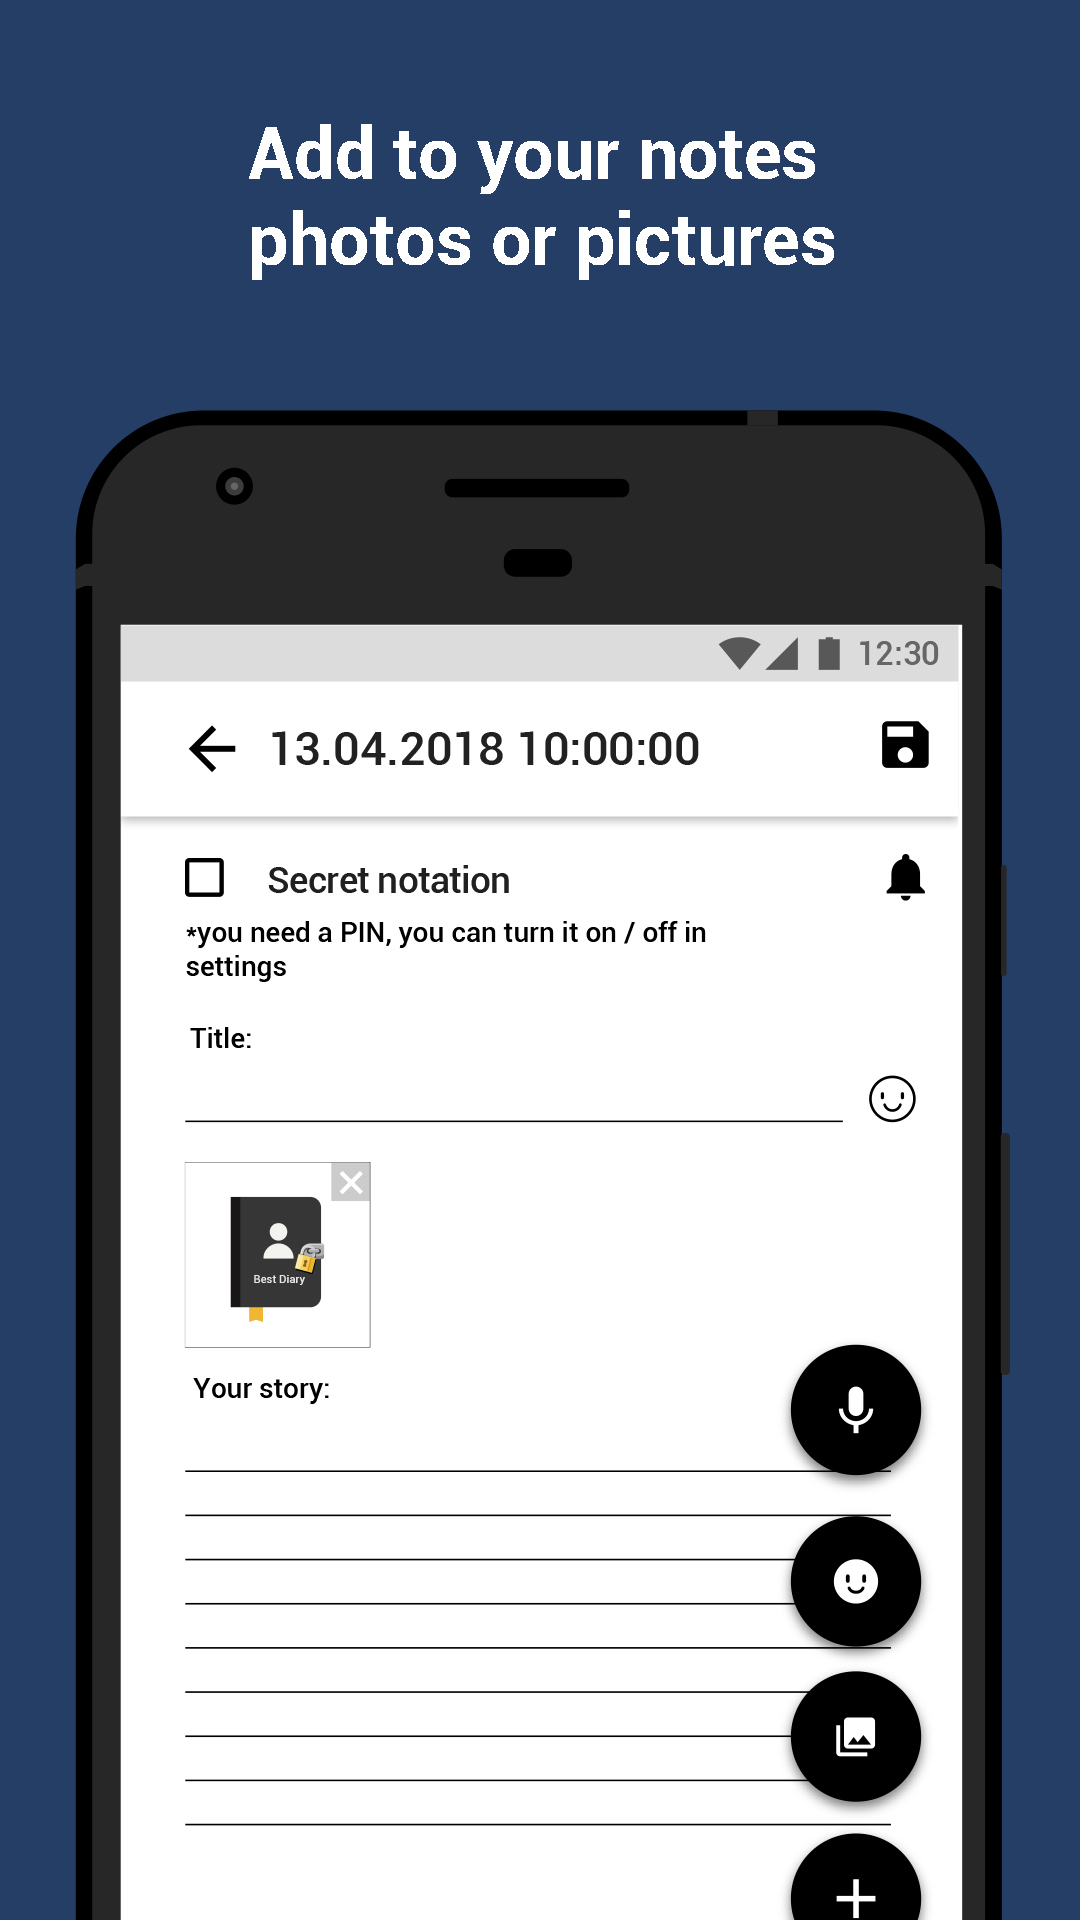 Add to your notes
photos or pictures
12:30
13.04.2018 10:00:00
Secret notation
*you need a PIN, you can turn it on / off in
settings
Title:
Best Diary
Your story: